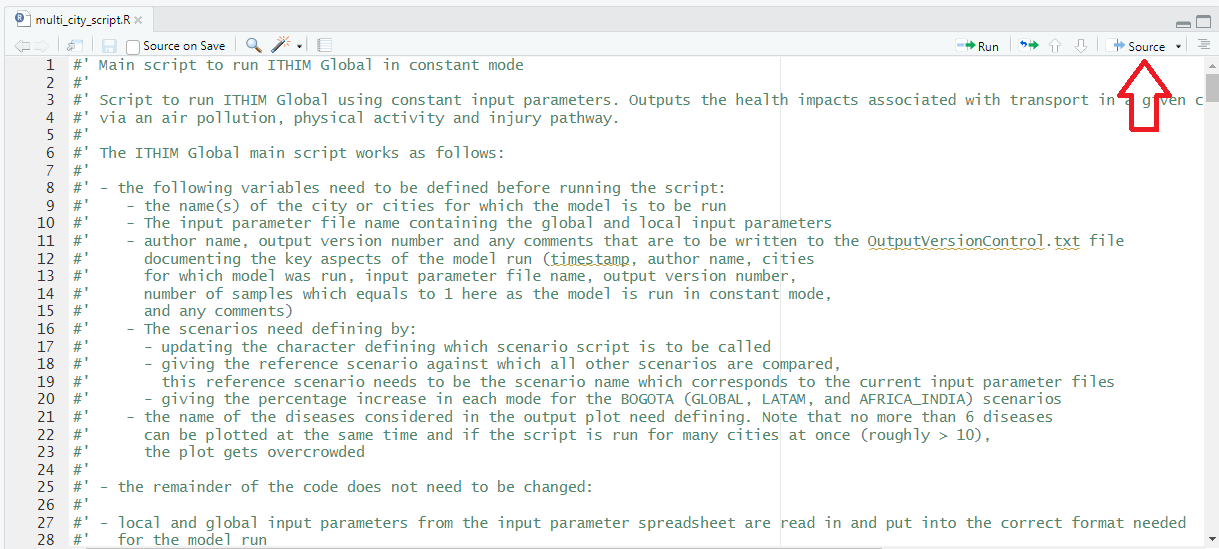 multi_city_script.R
Source on Save
Run
Source
1 #' Main script to run ITHIM Global in constant mode
2 #'
3 #' Script to run ITHIM Global using constant input parameters. Outputs the health impacts associated with transport in a given c
4 #' via an air pollution, physical activity and injury pathway.
5 #'
6 #' The ITHIM Global main script works as follows:
7 #'
8 #' - the following variables need to be defined before running the script:
9 #'    - the name(s) of the city or cities for which the model is to be run
10 #'    - The input parameter file name containing the global and local input parameters
11 #'    - author name, output version number and any comments that are to be written to the OutputVersionControl.txt file
12 #'      documenting the key aspects of the model run (timestamp, author name, cities
13 #'      for which model was run, input parameter file name, output version number,
14 #'      number of samples which equals to 1 here as the model is run in constant mode,
15 #'      and any comments)
16 #'    - The scenarios need defining by:
17 #'      - updating the character defining which scenario script is to be called
18 #'      - giving the reference scenario against which all other scenarios are compared,
19 #'        this reference scenario needs to be the scenario name which corresponds to the current input parameter files
20 #'      - giving the percentage increase in each mode for the BOGOTA (GLOBAL, LATAM, and AFRICA_INDIA) scenarios
21 #'    - the name of the diseases considered in the output plot need defining. Note that no more than 6 diseases
22 #'      can be plotted at the same time and if the script is run for many cities at once (roughly > 10),
23 #'      the plot gets overcrowded
24 #'
25 #' - the remainder of the code does not need to be changed:
26 #'
27 #' - local and global input parameters from the input parameter spreadsheet are read in and put into the correct format needed
28 #'   for the model run